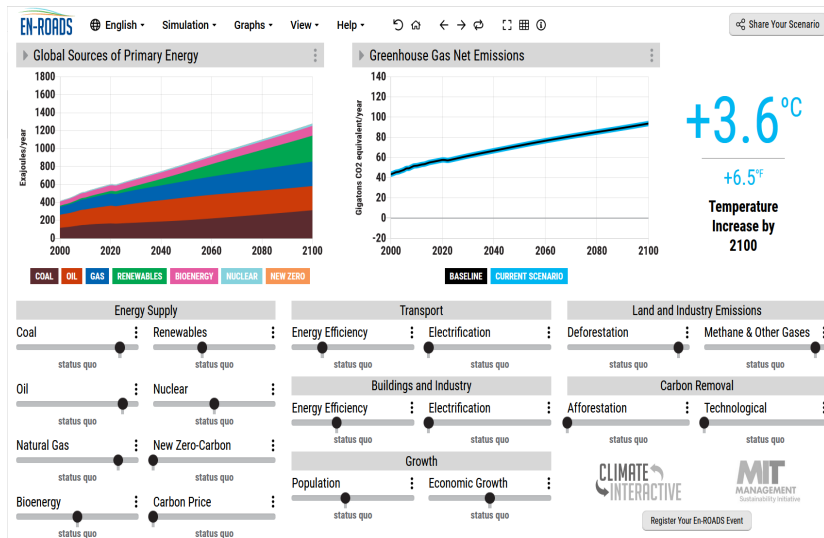 EN-ROADS
English
Simulation
Graphs
View
Help
Share Your Scenario
Global Sources of Primary Energy
Exajoules/year
1800
1600
1400
1200
1000
800
600
400
200
0
2000 2020 2040 2060 2080 2100
COAL OIL GAS RENEWABLES BIOENERGY NUCLEAR NEW ZERO
Greenhouse Gas Net Emissions
Gigatons CO2 equivalent/year
140
120
100
80
60
40
20
0
-20
2000 2020 2040 2060 2080 2100
BASELINE CURRENT SCENARIO
+3.6°C
+6.5°F
Temperature
Increase by
2100
Energy Supply
Coal
status quo
Renewables
status quo
Oil
status quo
Nuclear
status quo
Natural Gas
status quo
New Zero-Carbon
status quo
Bioenergy
status quo
Carbon Price
status quo
Transport
Energy Efficiency
status quo
Electrification
status quo
Buildings and Industry
Energy Efficiency
status quo
Electrification
status quo
Growth
Population
status quo
Economic Growth
status quo
Land and Industry Emissions
Deforestation
status quo
Methane & Other Gases
status quo
Carbon Removal
Afforestation
status quo
Technological
status quo
CLIMATE
INTERACTIVE
MIT
MANAGEMENT
Sustainability Initiative
Register Your En-ROADS Event